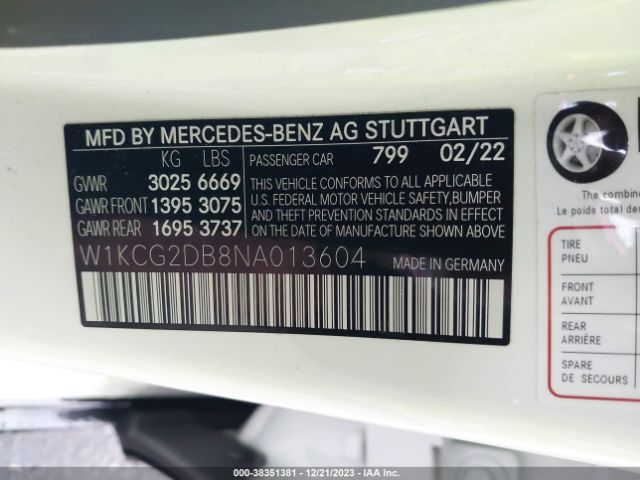 MFD BY MERCEDES-BENZ AG STUTTGART
KG LBS PASSENGER CAR 799 02/22
GVWR 3025 6669
GAWR FRONT 1395 3075
GAWR REAR 1695 3737
THIS VEHICLE CONFORMS TO ALL APPLICABLE
U.S. FEDERAL MOTOR VEHICLE SAFETY, BUMPER
AND THEFT PREVENTION STANDARDS IN EFFECT
ON THE DATE OF MANUFACTURE SHOWN ABOVE
W1KCG2DB8NA013604 MADE IN GERMANY
The combine
Le poids total des
TIRE
PNEU
FRONT
AVANT
REAR
ARRIÈRE
SPARE
DE SECOURS
000-38351381 - 12/21/2023 - IAA Inc.